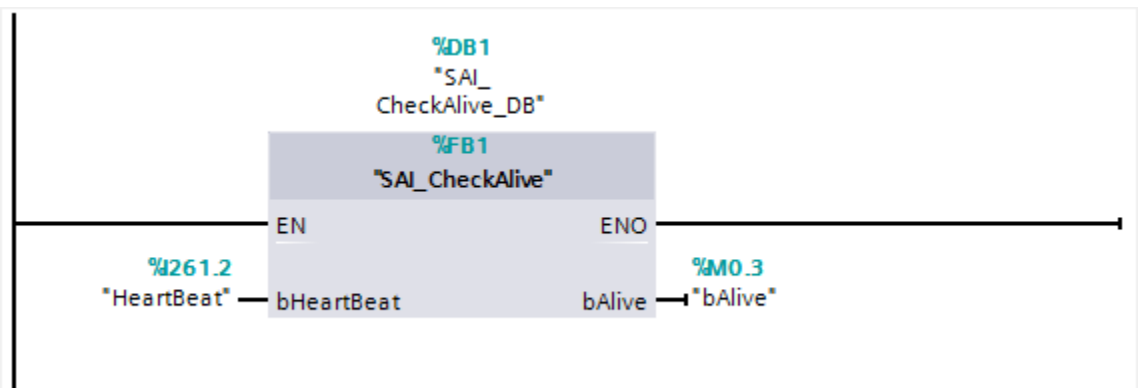 %DB1
"SAI_
CheckAlive_DB"
%FB1
"SAI_CheckAlive"
EN ENO
%I261.2 %M0.3
"HeartBeat" bHeartBeat bAlive "bAlive"